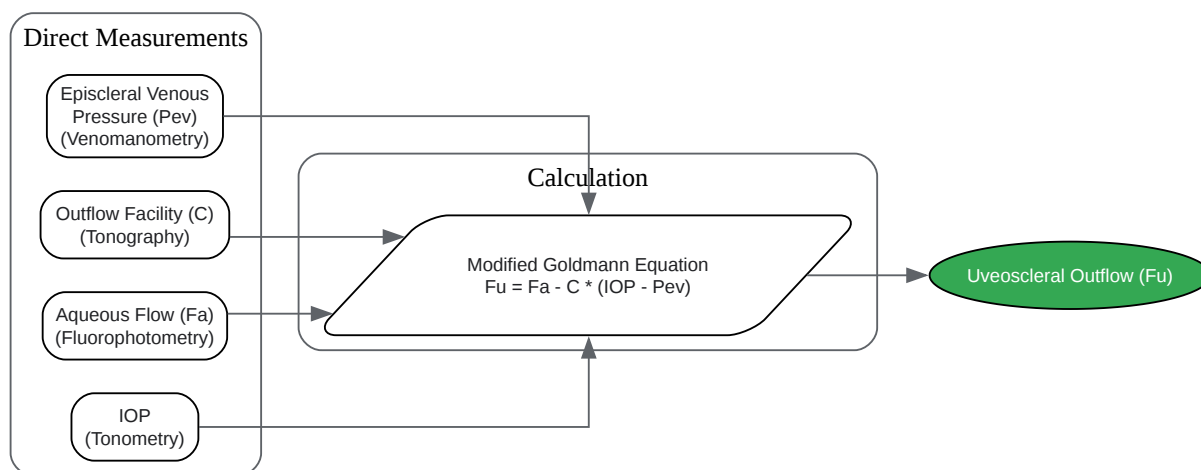 Direct Measurements
Episcleral Venous
Pressure (Pev)
(Venomanometry)
Outflow Facility (C)
(Tonography)
Aqueous Flow (Fa)
(Fluorophotometry)
IOP
(Tonometry)
Calculation
Modified Goldmann Equation
Fu = Fa - C * (IOP - Pev)
Uveoscleral Outflow (Fu)